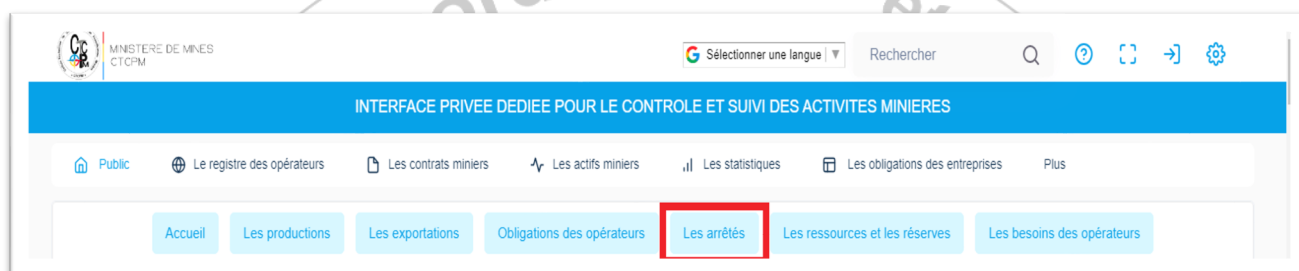 MINISTERE DE MINES
CTCPM
Sélectionner une langue
Rechercher
INTERFACE PRIVEE DEDIEE POUR LE CONTROLE ET SUIVI DES ACTIVITES MINIERES
Public Le registre des opérateurs Les contrats miniers Les actifs miniers Les statistiques Les obligations des entreprises Plus
Accueil Les productions Les exportations Obligations des opérateurs Les arrêtés Les ressources et les réserves Les besoins des opérateurs